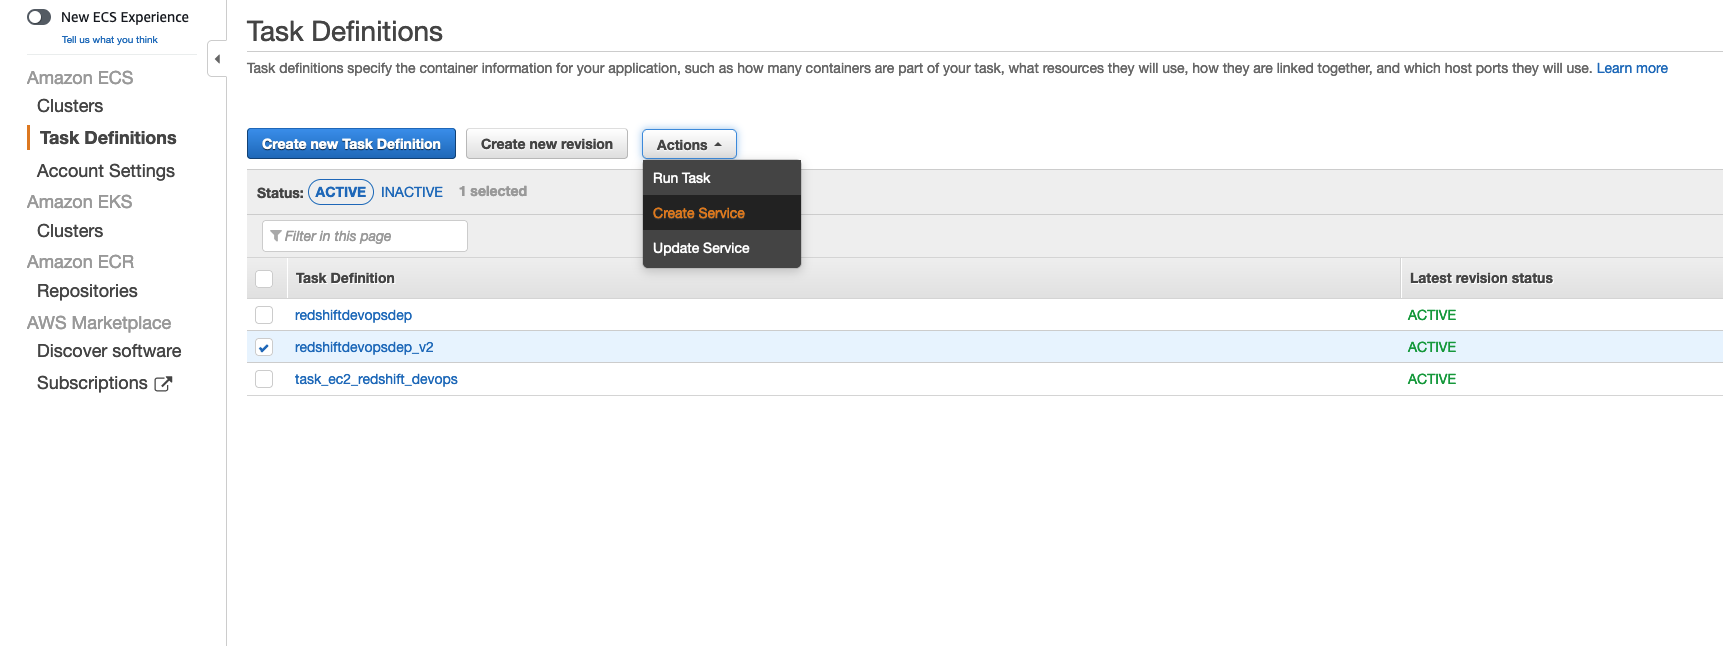 New ECS Experience
Tell us what you think
Amazon ECS
Clusters
Task Definitions
Account Settings
Amazon EKS
Clusters
Amazon ECR
Repositories
AWS Marketplace
Discover software
Subscriptions
Task Definitions
Task definitions specify the container information for your application, such as how many containers are part of your task, what resources they will use, how they are linked together, and which host ports they will use. Learn more
Create new Task Definition Create new revision Actions
Run Task
Create Service
Update Service
Status: ACTIVE INACTIVE 1 selected
Filter in this page
Task Definition Latest revision status
redshiftdevopsdep ACTIVE
redshiftdevopsdep_v2 ACTIVE
task_ec2_redshift_devops ACTIVE